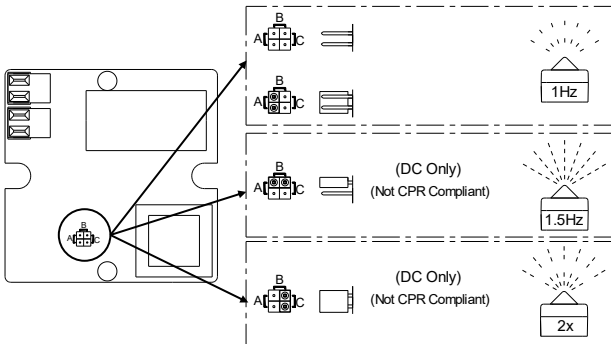 B
A C
1Hz
B
A C
B
A C
(DC Only)
(Not CPR Compliant)
1.5Hz
B
A C
B
A C
(DC Only)
(Not CPR Compliant)
2x